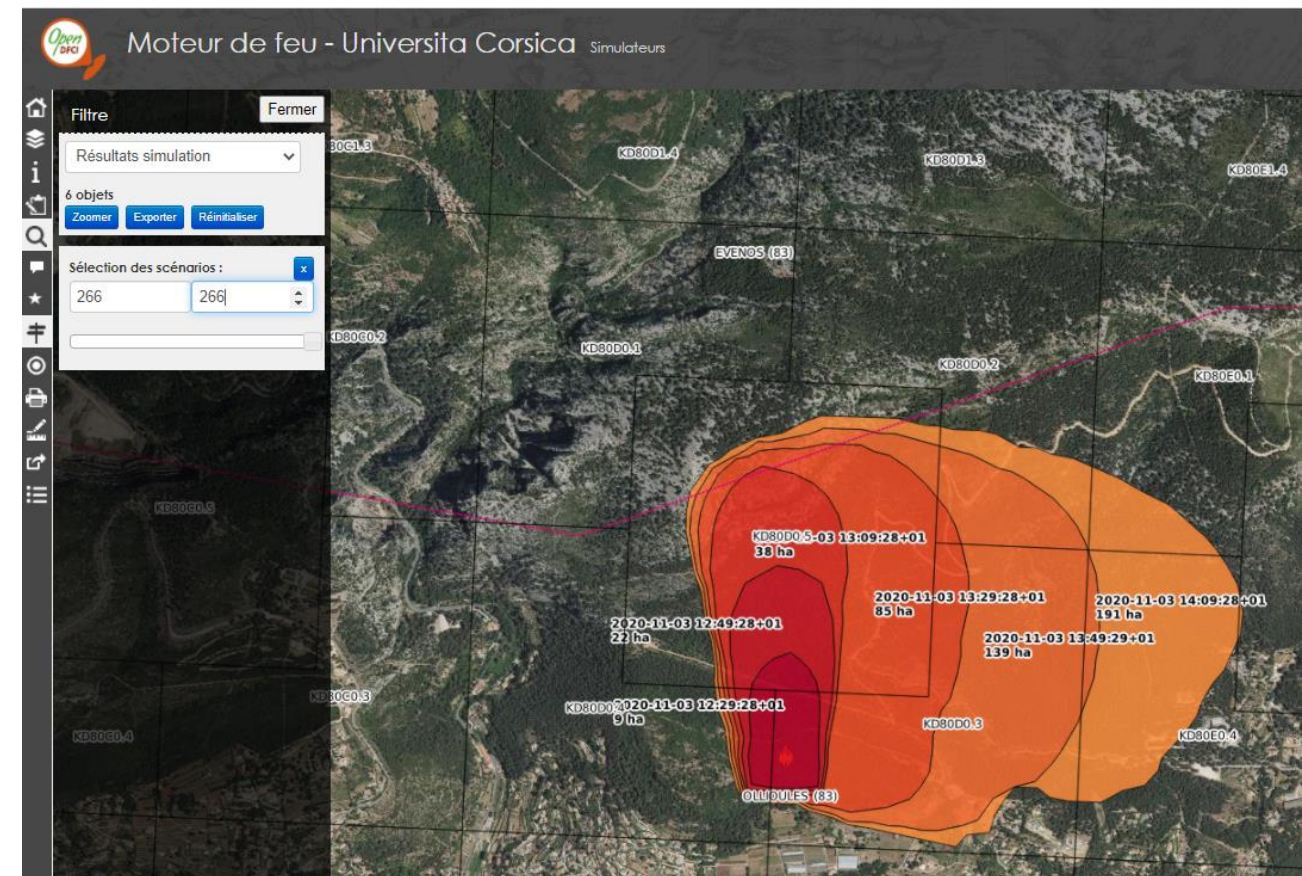 Open
DFCI
Moteur de feu - Universita Corsica Simulateurs
Filtre
Fermer
Résultats simulation
6 objets
Zoomer Exporter Réinitialiser
Sélection des scénarios :
x
266 266
80C1.3
KD80D1.4
KD80D1.3
KD80E1.4
EVENOS (83)
KD80C0.2
KD80D0.1
KD80D0.2
KD80E0.1
KD80C0.5
KD80D0.5-03 13:09:28+01
38 ha
2020-11-03 13:29:28+01
85 ha
2020-11-03 14:09:28+01
191 ha
2020-11-03 12:49:28+01
22 ha
2020-11-03 13:49:29+01
139 ha
KD80C0.3
KD80D0.4
2020-11-03 12:29:28+01
9 ha
KD80D0.3
KD80C0.4
KD80E0.4
OLLIOULES (83)